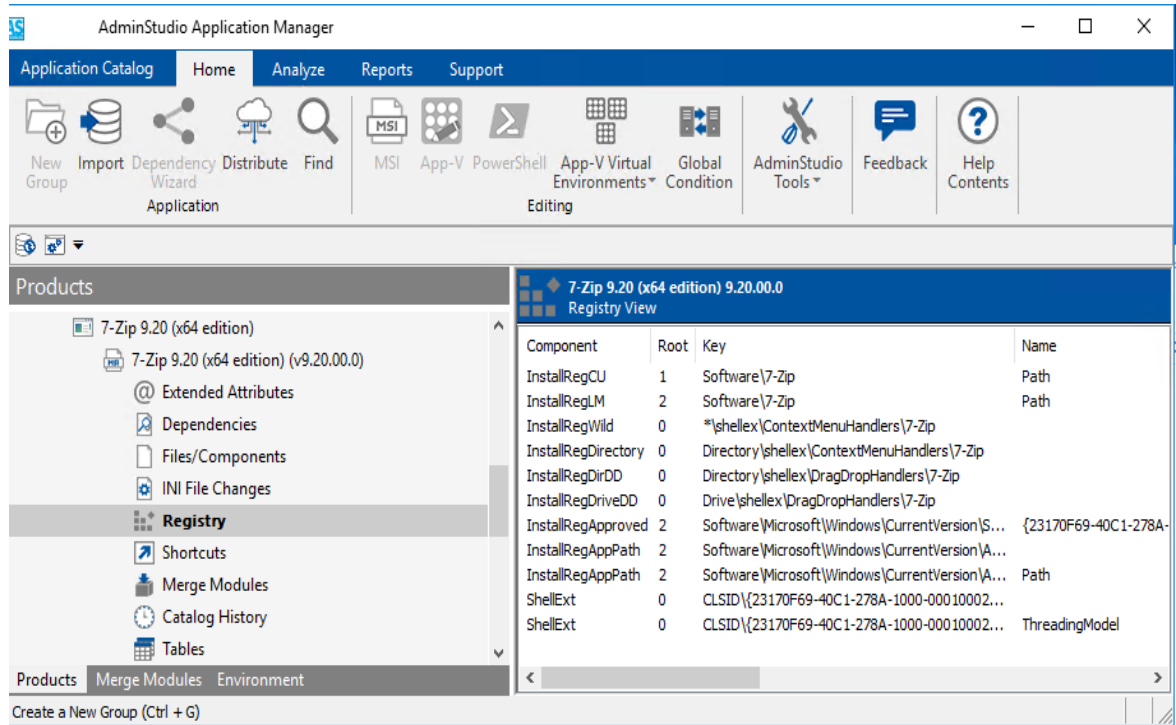 AS AdminStudio Application Manager
Application Catalog Home Analyze Reports Support
New Group
Import
Dependency Wizard
Distribute
Find
MSI
MSI
App-V
PowerShell
App-V Virtual Environments
Global Condition
AdminStudio Tools
Feedback
Help Contents
Application
Editing
Products
7-Zip 9.20 (x64 edition)
7-Zip 9.20 (x64 edition) (v9.20.00.0)
Extended Attributes
Dependencies
Files/Components
INI File Changes
Registry
Shortcuts
Merge Modules
Catalog History
Tables
Products Merge Modules Environment
7-Zip 9.20 (x64 edition) 9.20.00.0
Registry View
Component Root Key Name
InstallRegCU 1 Software\7-Zip Path
InstallRegLM 2 Software\7-Zip Path
InstallRegWild 0 *\shellex\ContextMenuHandlers\7-Zip
InstallRegDirectory 0 Directory\shellex\ContextMenuHandlers\7-Zip
InstallRegDirDD 0 Directory\shellex\DragDropHandlers\7-Zip
InstallRegDriveDD 0 Drive\shellex\DragDropHandlers\7-Zip
InstallRegApproved 2 Software\Microsoft\Windows\CurrentVersion\S... {23170F69-40C1-278A-
InstallRegAppPath 2 Software\Microsoft\Windows\CurrentVersion\A...
InstallRegAppPath 2 Software\Microsoft\Windows\CurrentVersion\A... Path
ShellExt 0 CLSID\{23170F69-40C1-278A-1000-00010002...
ShellExt 0 CLSID\{23170F69-40C1-278A-1000-00010002... ThreadingModel
Create a New Group (Ctrl + G)